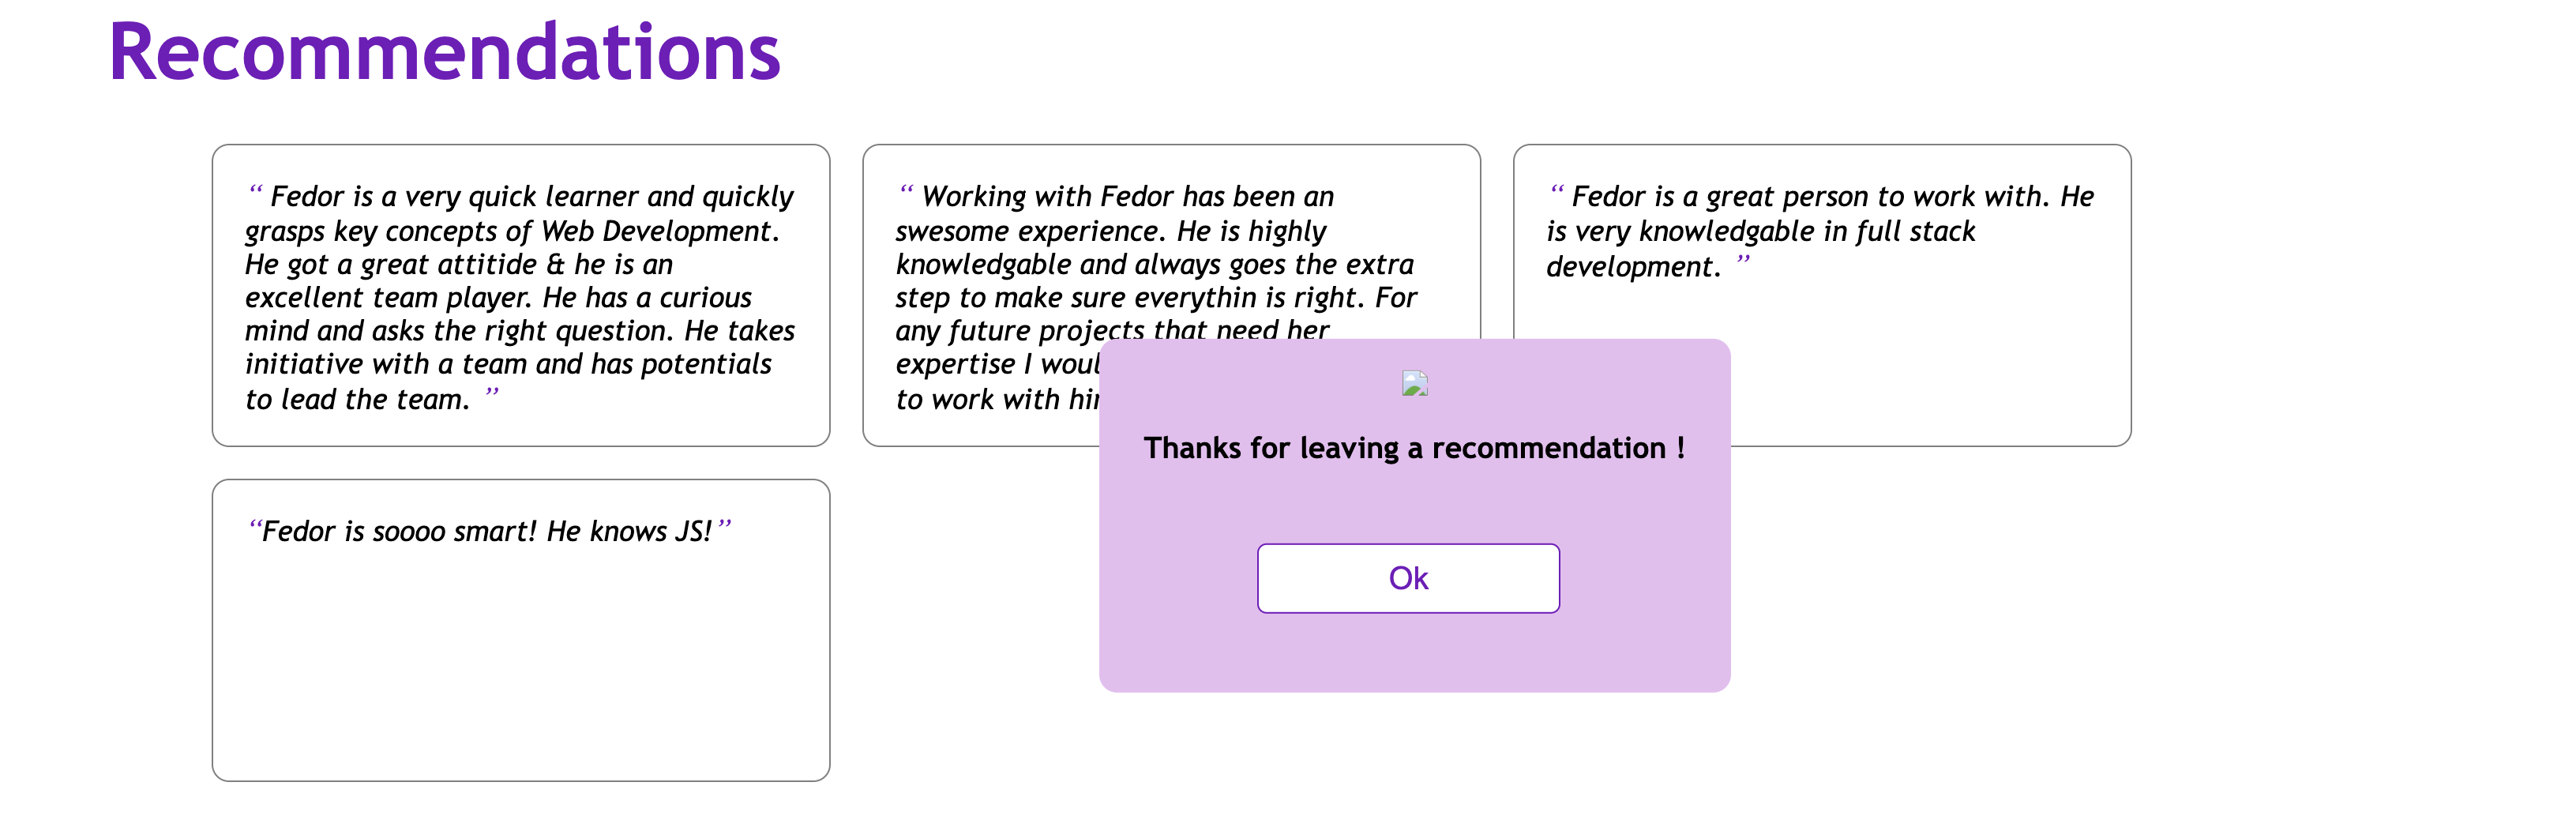 Recommendations
“ Fedor is a very quick learner and quickly
grasps key concepts of Web Development.
He got a great attitide & he is an
excellent team player. He has a curious
mind and asks the right question. He takes
initiative with a team and has potentials
to lead the team. ”
“ Working with Fedor has been an
swesome experience. He is highly
knowledgable and always goes the extra
step to make sure everythin is right. For
any future projects that need her
expertise I
to work with
“ Fedor is a great person to work with. He
is very knowledgable in full stack
development. ”
“Fedor is soooo smart! He knows JS!”
Thanks for leaving a recommendation !
Ok